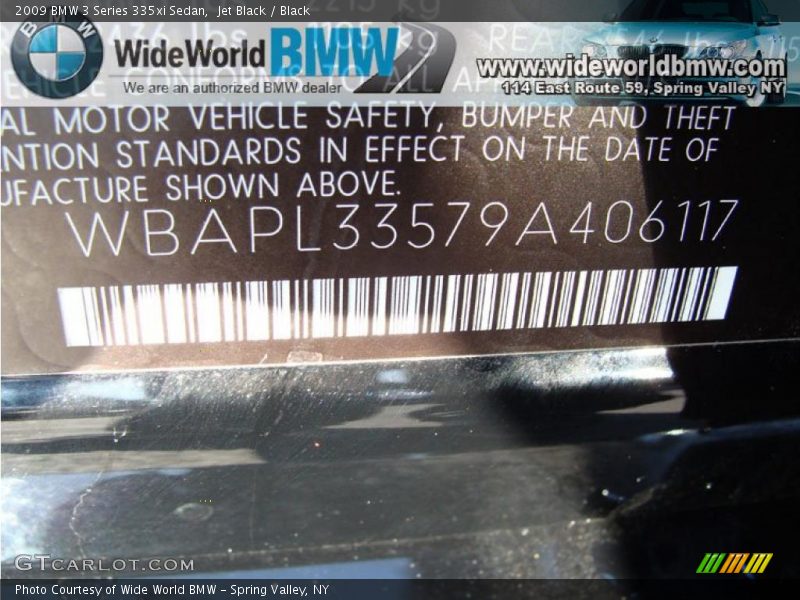 2009 BMW 3 Series 335xi Sedan,  Jet Black / Black
BMW
WideWorld BMW
We are an authorized BMW dealer
www.wideworldbmw.com
114 East Route 59, Spring Valley NY
AL MOTOR VEHICLE SAFETY, BUMPER AND THEFT
NTION STANDARDS IN EFFECT ON THE DATE OF
UFACTURE SHOWN ABOVE.
WBAPL33579A406117
GTCARLOT.COM
Photo Courtesy of Wide World BMW – Spring Valley, NY